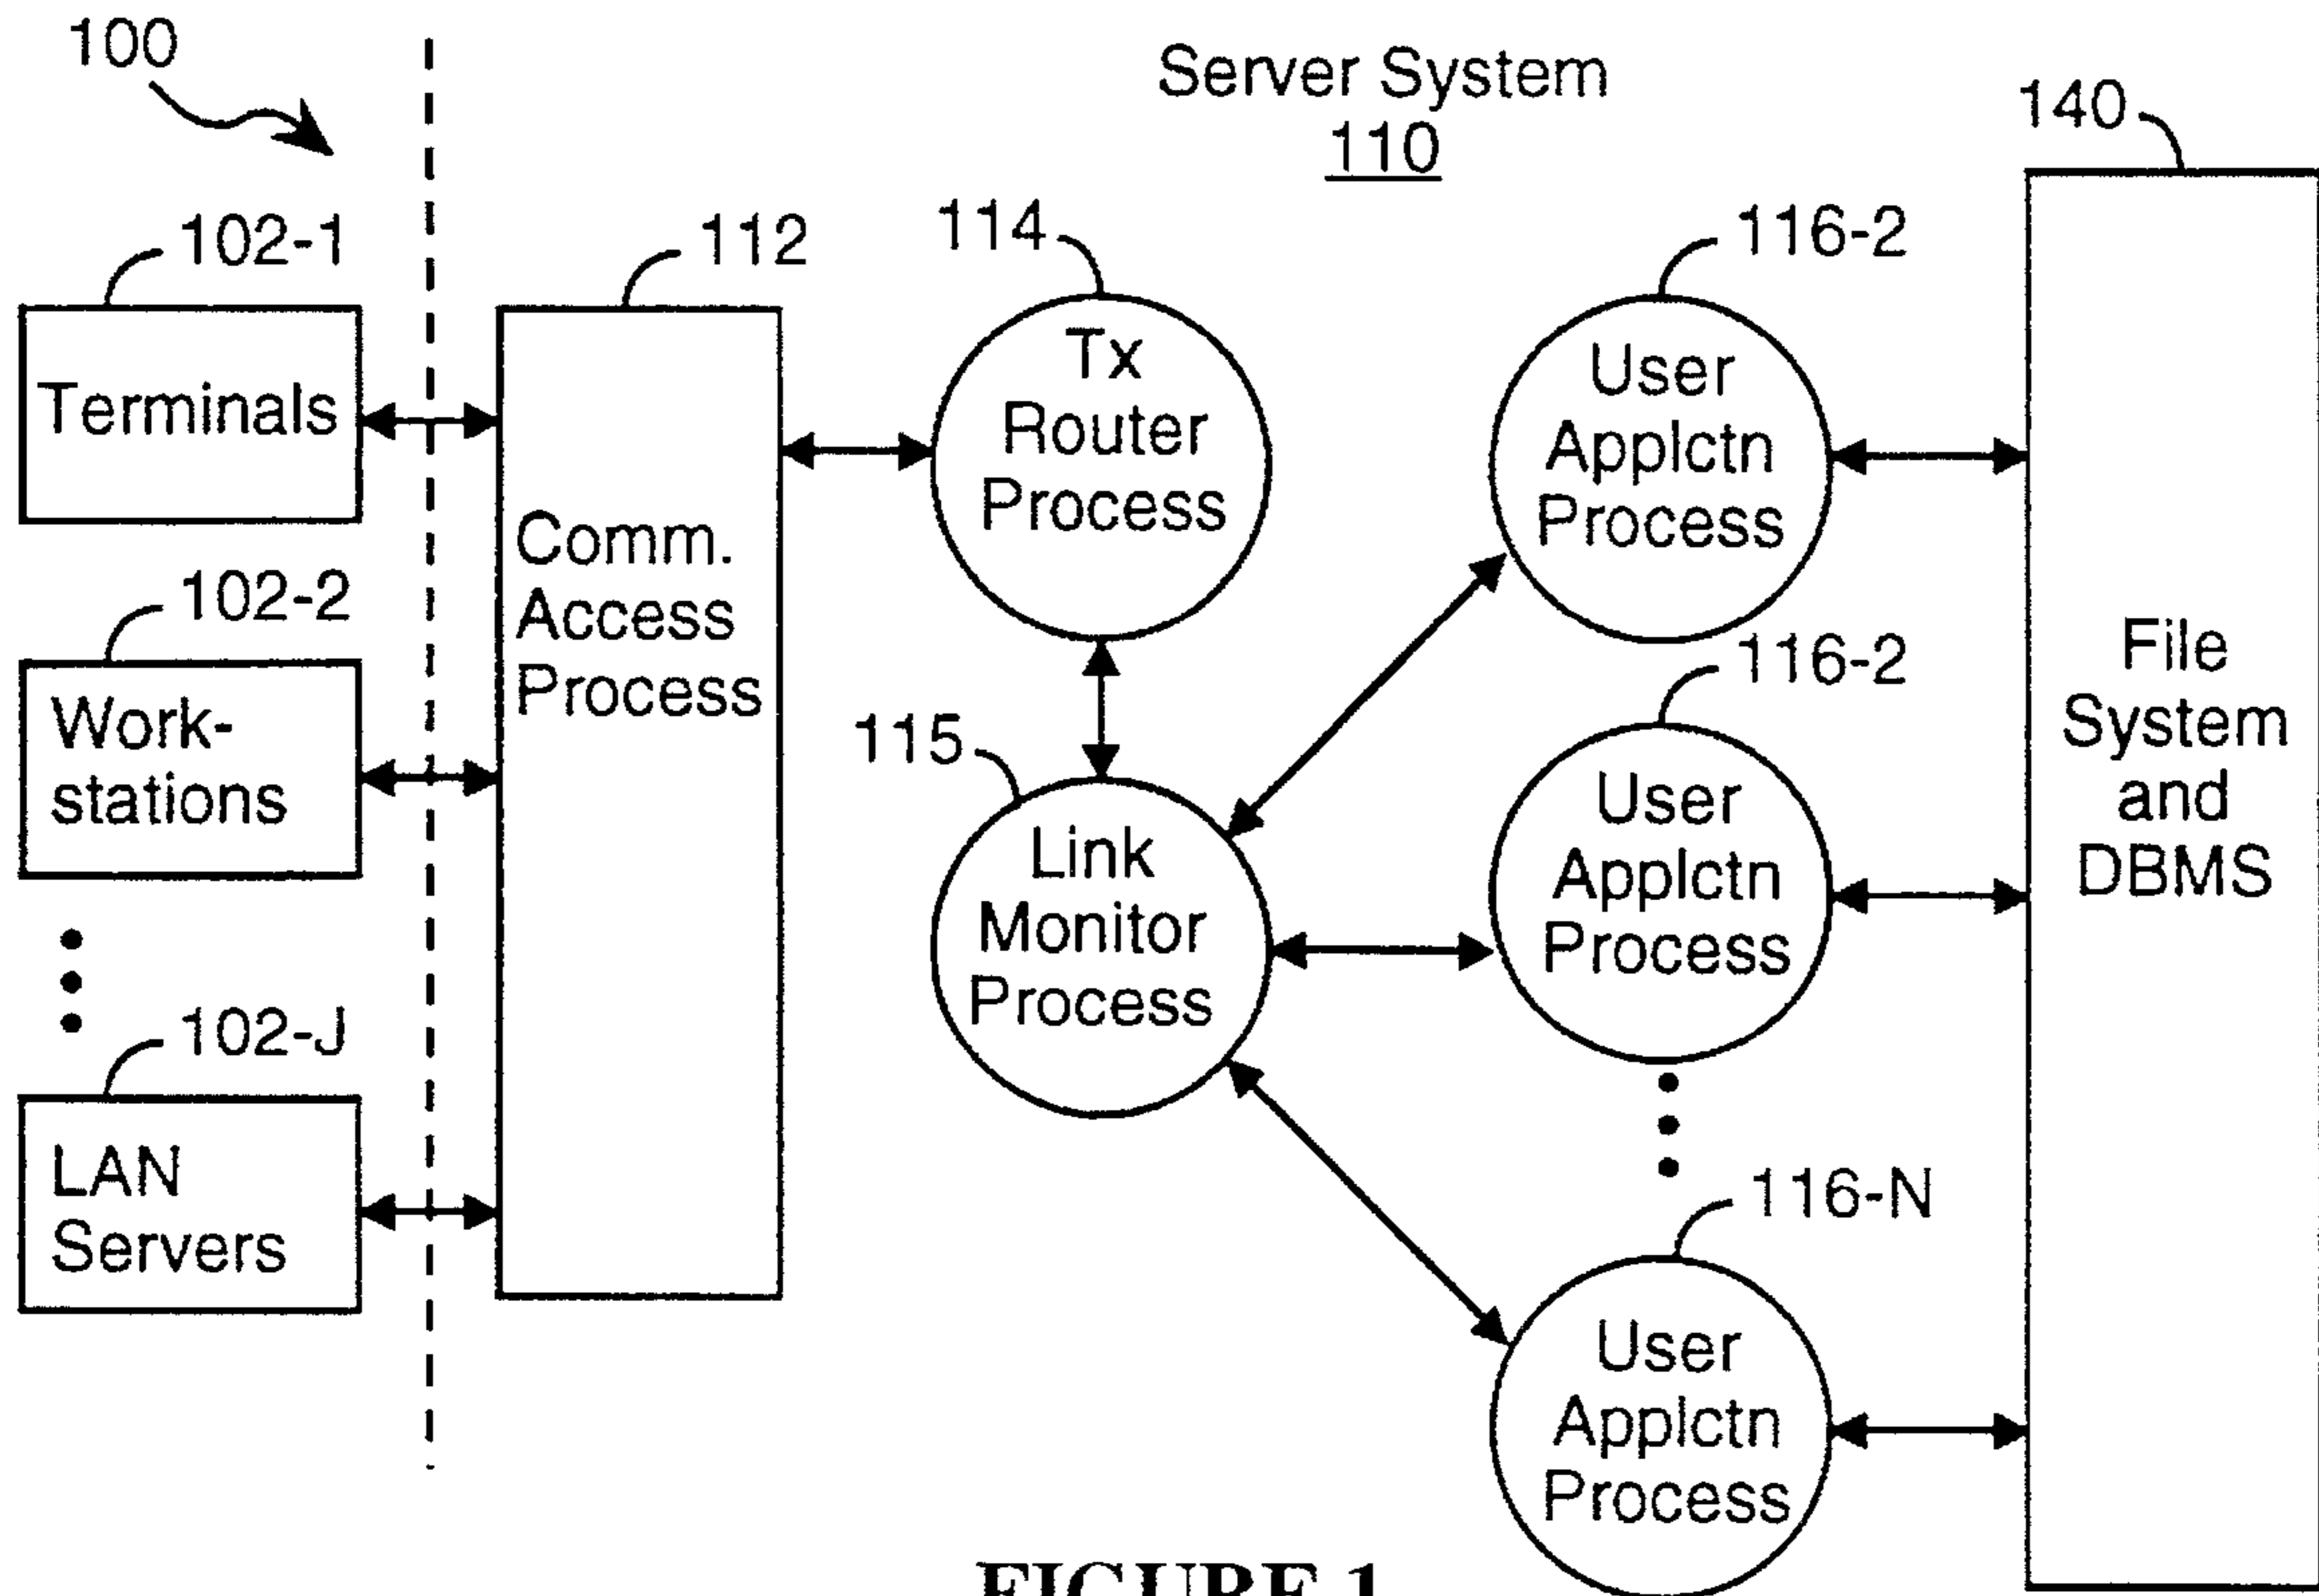 100
Server System
110
140
102-1
112
114
116-2
Terminals
Tx
Router
Process
User
Applctn
Process
Comm.
Access
Process
102-2
Work-
stations
115
116-2
File
System
and
DBMS
Link
Monitor
Process
User
Applctn
Process
102-J
LAN
Servers
116-N
User
Applctn
Process
FIGURE 1